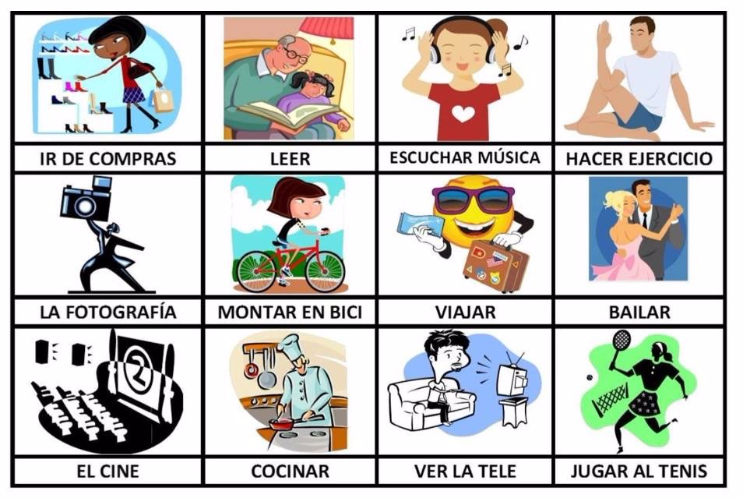 IR DE COMPRAS
LEER
ESCUCHAR MÚSICA
HACER EJERCICIO
LA FOTOGRAFÍA
MONTAR EN BICI
VIAJAR
BAILAR
2
EL CINE
COCINAR
VER LA TELE
JUGAR AL TENIS